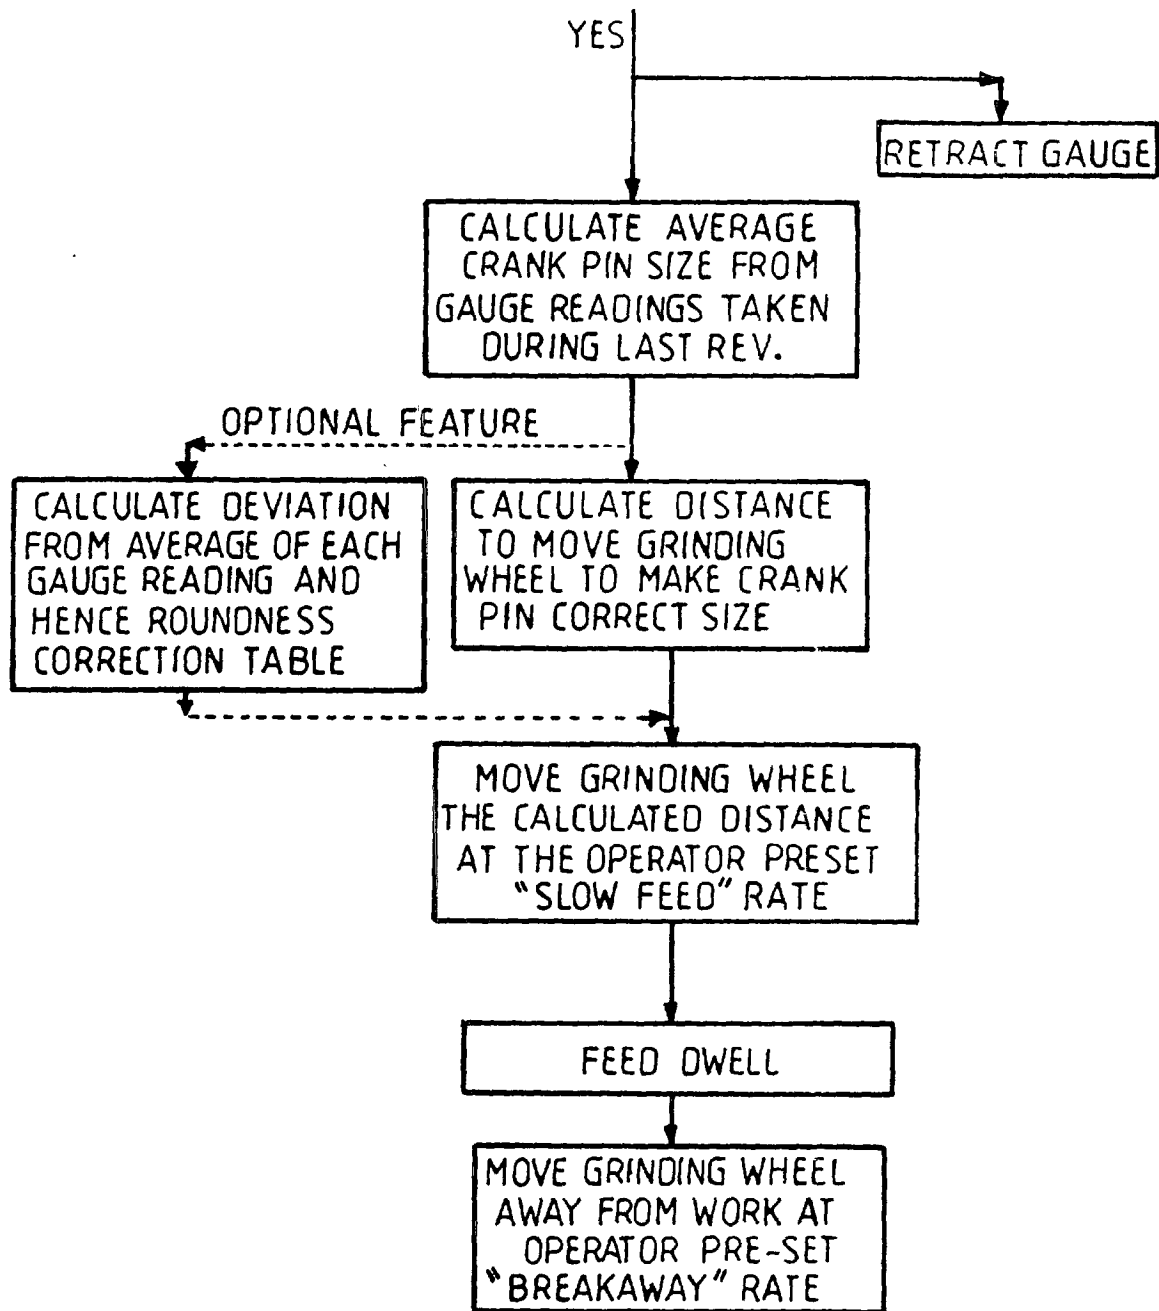 YES
RETRACT GAUGE
CALCULATE AVERAGE
CRANK PIN SIZE FROM
GAUGE READINGS TAKEN
DURING LAST REV.
OPTIONAL FEATURE
CALCULATE DEVIATION
FROM AVERAGE OF EACH
GAUGE READING AND
HENCE ROUNDNESS
CORRECTION TABLE
CALCULATE DISTANCE
TO MOVE GRINDING
WHEEL TO MAKE CRANK
PIN CORRECT SIZE
MOVE GRINDING WHEEL
THE CALCULATED DISTANCE
AT THE OPERATOR PRESET
"SLOW FEED" RATE
FEED DWELL
MOVE GRINDING WHEEL
AWAY FROM WORK AT
OPERATOR PRE-SET
"BREAKAWAY" RATE